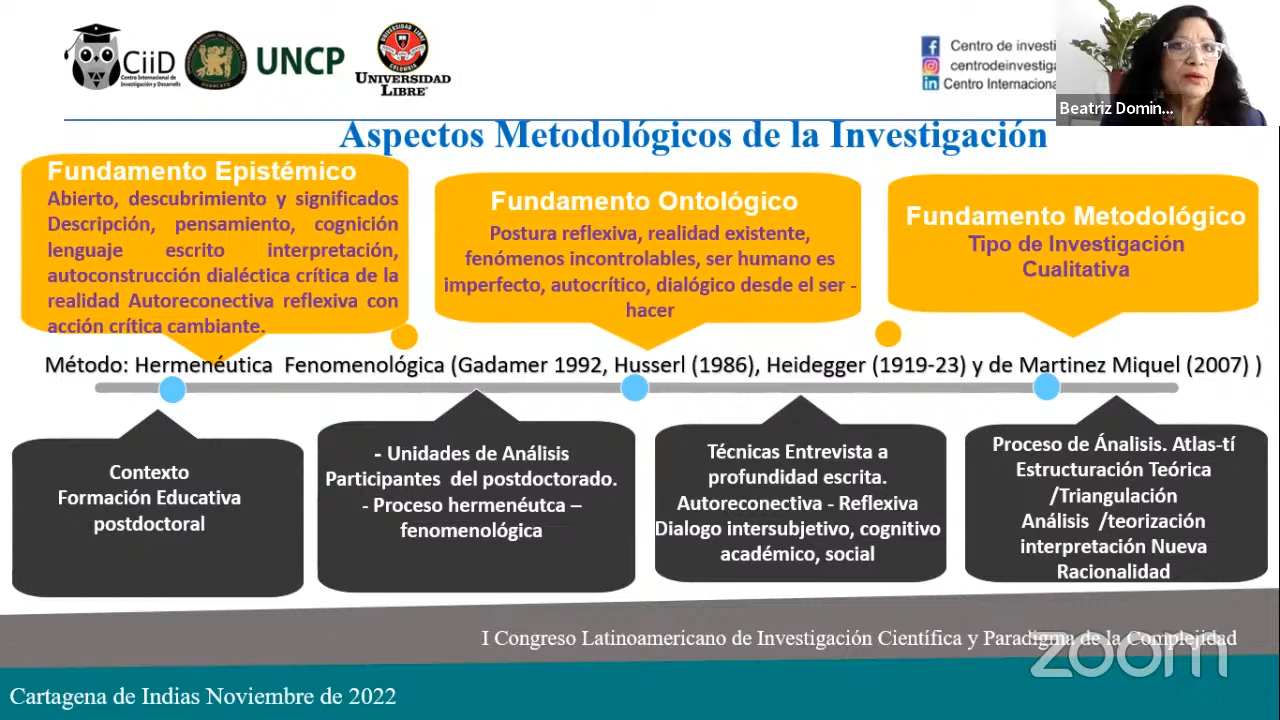 CiiD
Centro Internacional de
Investigación y Desarrollo
UNCP
UNIVERSIDAD
LIBRE
Centro de investi
centrodeinvestiga
Centro Internaciona
Beatriz Domin...
Aspectos Metodológicos de la Investigación
Fundamento Epistémico
Abierto, descubrimiento y significados
Descripción, pensamiento, cognición
lenguaje escrito interpretación,
autoconstrucción dialéctica crítica de la
realidad Autoreconectiva reflexiva con
acción crítica cambiante.
Fundamento Ontológico
Postura reflexiva, realidad existente,
fenómenos incontrolables, ser humano es
imperfecto, autocrítico, dialógico desde el ser -
hacer
Fundamento Metodológico
Tipo de Investigación
Cualitativa
Método: Hermenéutica Fenomenológica (Gadamer 1992, Husserl (1986), Heidegger (1919-23) y de Martinez Miquel (2007) )
Contexto
Formación Educativa
postdoctoral
- Unidades de Análisis
Participantes del postdoctorado.
- Proceso hermenéutca –
fenomenológica
Técnicas Entrevista a
profundidad escrita.
Autoreconectiva - Reflexiva
Dialogo intersubjetivo, cognitivo
académico, social
Proceso de Ánalisis. Atlas-tí
Estructuración Teórica
/Triangulación
Análisis /teorización
interpretación Nueva
Racionalidad
I Congreso Latinoamericano de Investigación Científica y Paradigma de la Complejidad
zoom
Cartagena de Indias Noviembre de 2022